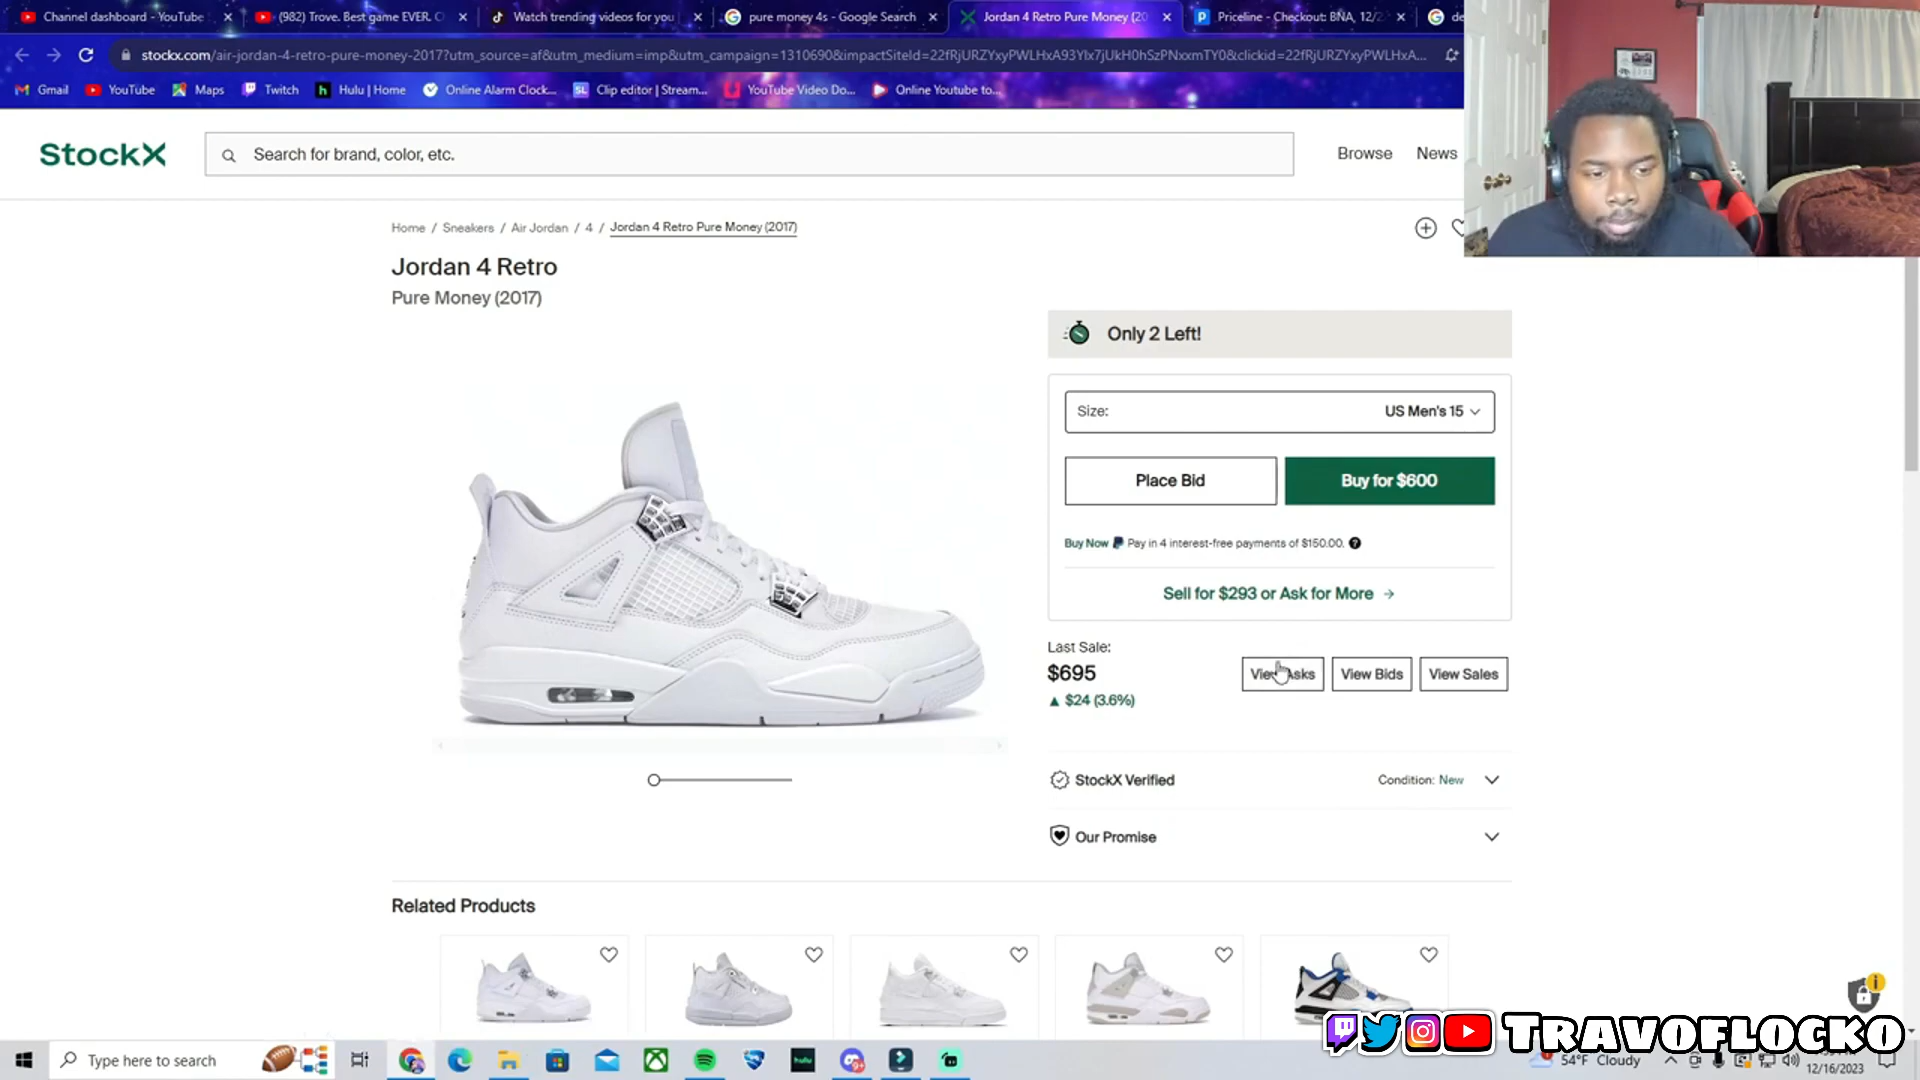 Channel dashboard - YouTube
(982) Trove. Best game EVER.
Watch trending videos for you
pure money 4s - Google Search
Jordan 4 Retro Pure Money (20
Priceline - Checkout: BNA, 12/2
de
stockx.com/air-jordan-4-retro-pure-money-2017?utm_source=af&utm_medium=imp&utm_campaign=1310690&impactSiteId=22fRjURZYxyPWLHxA93YIx7jUkH0hSzPNxxmTY0&clickid=22fRjURZYxyPWLHxA...
Gmail
YouTube
Maps
Twitch
Hulu | Home
Online Alarm Clock...
Clip editor | Stream...
YouTube Video Do...
Online Youtube to...
StockX
Search for brand, color, etc.
Browse
News
Home / Sneakers / Air Jordan / 4 / Jordan 4 Retro Pure Money (2017)
Jordan 4 Retro
Pure Money (2017)
Only 2 Left!
Size:
US Men's 15
Place Bid
Buy for $600
Buy Now Pay in 4 interest-free payments of $150.00. ?
Sell for $293 or Ask for More →
Last Sale:
$695
▲ $24 (3.6%)
View Asks
View Bids
View Sales
StockX Verified
Condition: New
Our Promise
Related Products
TRAVOFLOCKO
Type here to search
54°F Cloudy
12/16/2023